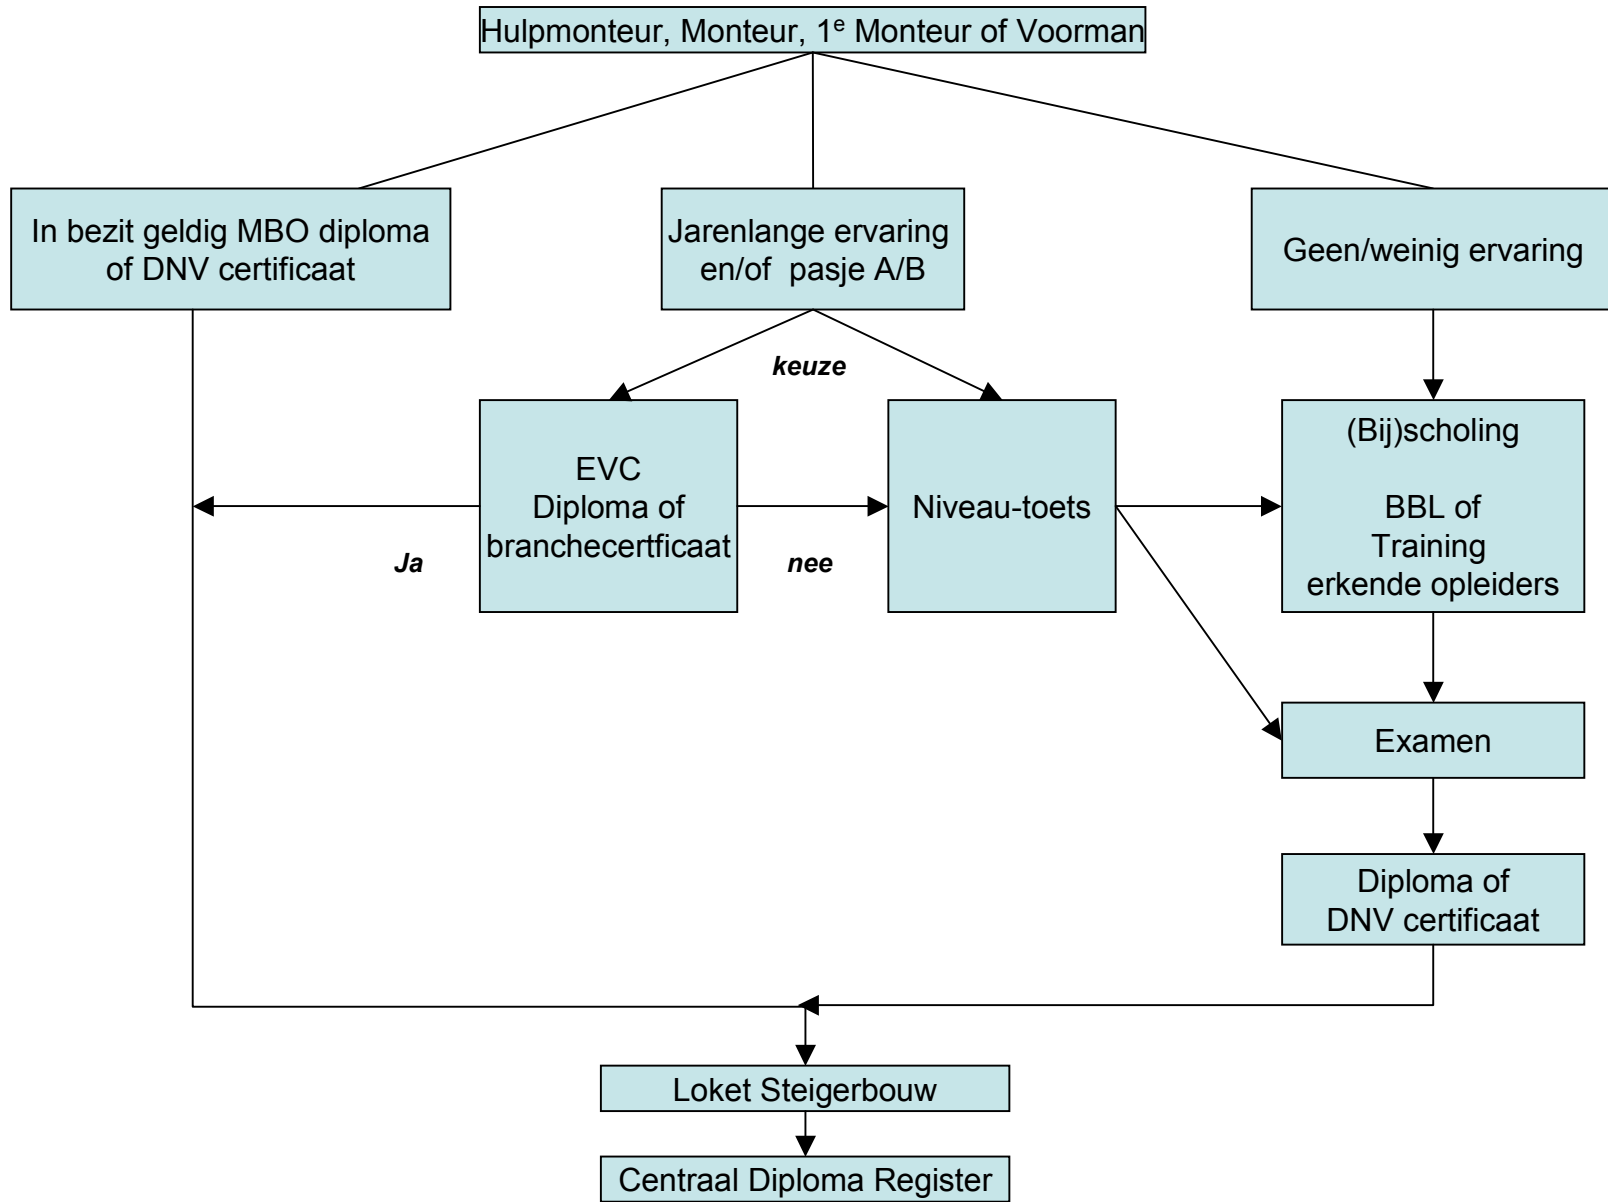 Hulpmonteur, Monteur, 1e Monteur of Voorman
In bezit geldig MBO diploma
of DNV certificaat
Jarenlange ervaring
en/of pasje A/B
Geen/weinig ervaring
keuze
EVC
Diploma of
branchecertficaat
Niveau-toets
(Bij)scholing
BBL of
Training
erkende opleiders
Ja
nee
Examen
Diploma of
DNV certificaat
Loket Steigerbouw
Centraal Diploma Register